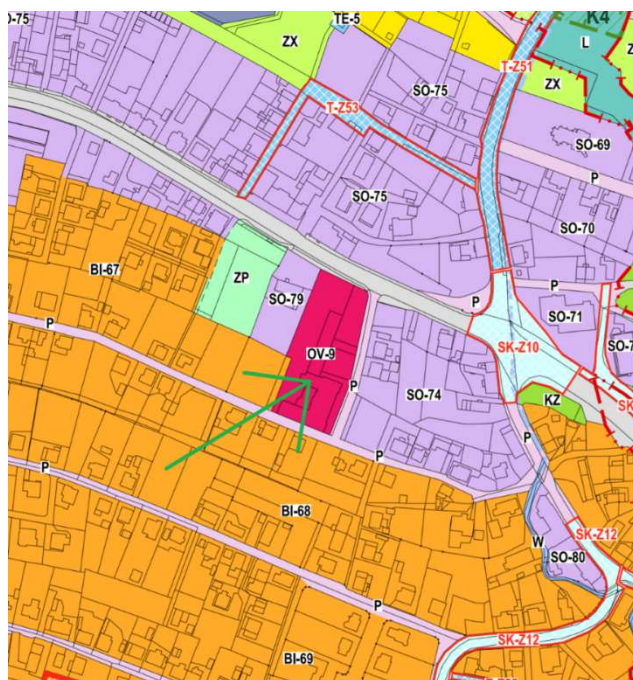 SO-75
TE-5
K4
L
Z
ZX
T-Z51
SO-75
ZX
T-Z53
SO-69
P
SO-75
SO-70
BI-67
ZP
SO-79
P
P
SO-71
P
OV-9
SK-Z10
SO-7
SK
P
SO-74
KZ
P
P
P
BI-68
W
SK-Z12
SO-80
P
SK-Z12
BI-69